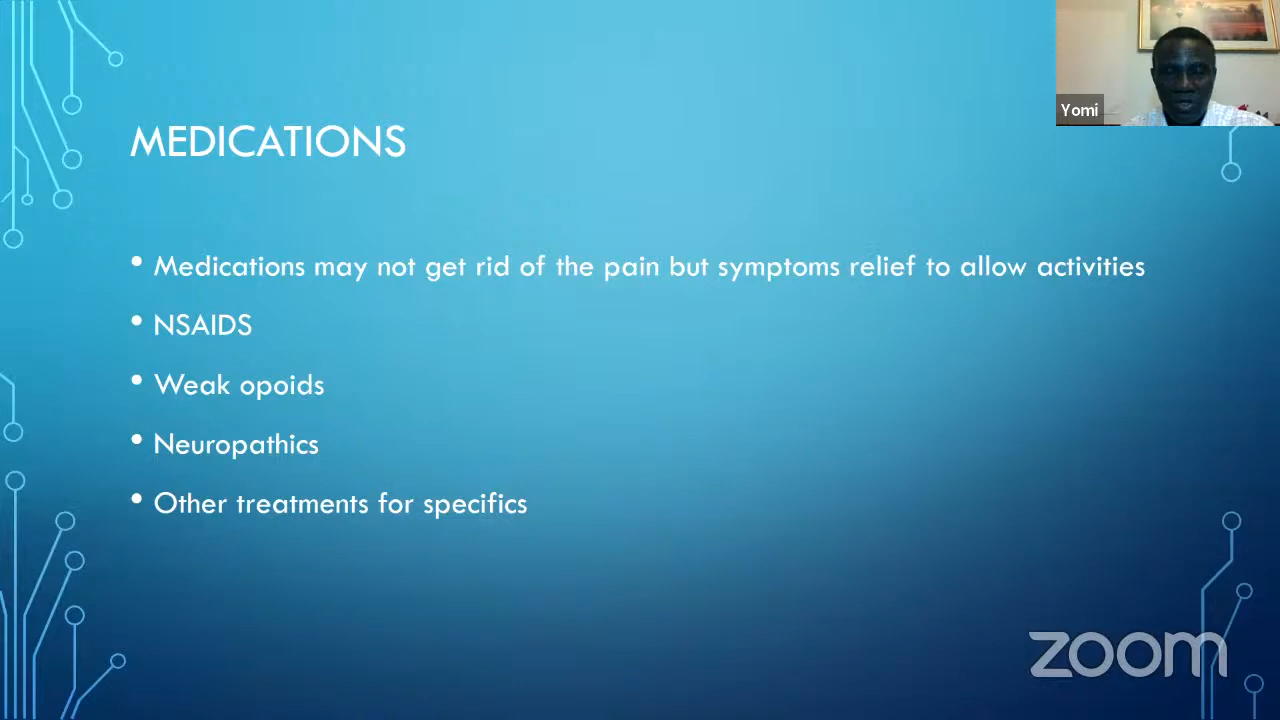 Yomi
MEDICATIONS
• Medications may not get rid of the pain but symptoms relief to allow activities
• NSAIDS
• Weak opoids
• Neuropathics
• Other treatments for specifics
zoom